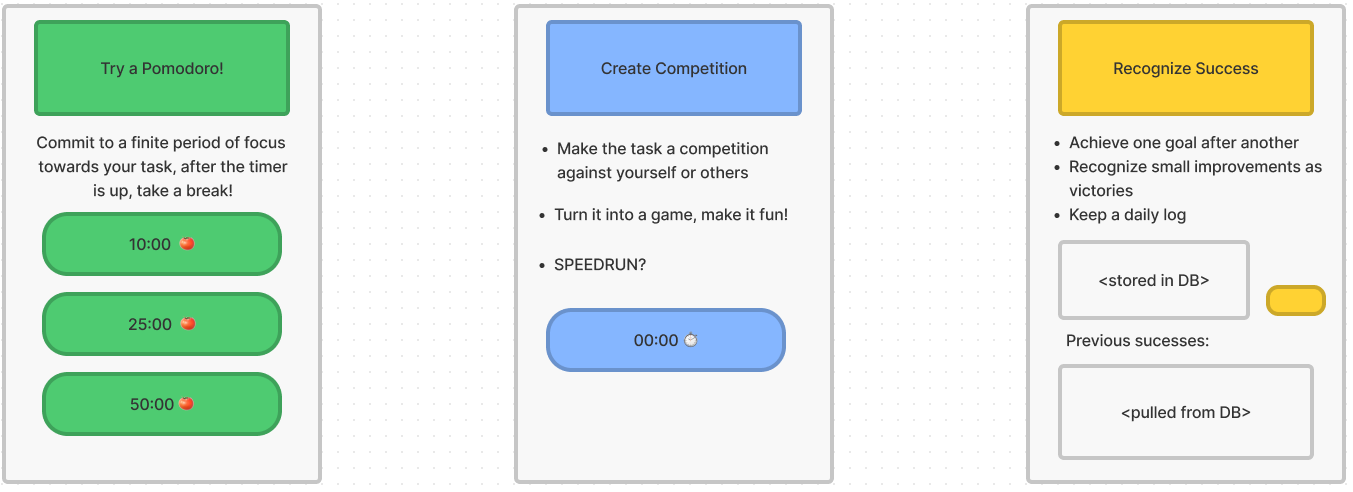 Try a Pomodoro!
Commit to a finite period of focus
towards your task, after the timer
is up, take a break!
10:00 🍅
25:00 🍅
50:00 🍅
Create Competition
• Make the task a competition
against yourself or others
• Turn it into a game, make it fun!
• SPEEDRUN?
00:00 ⏱
Recognize Success
• Achieve one goal after another
• Recognize small improvements as
victories
• Keep a daily log
<stored in DB>
Previous sucesses:
<pulled from DB>